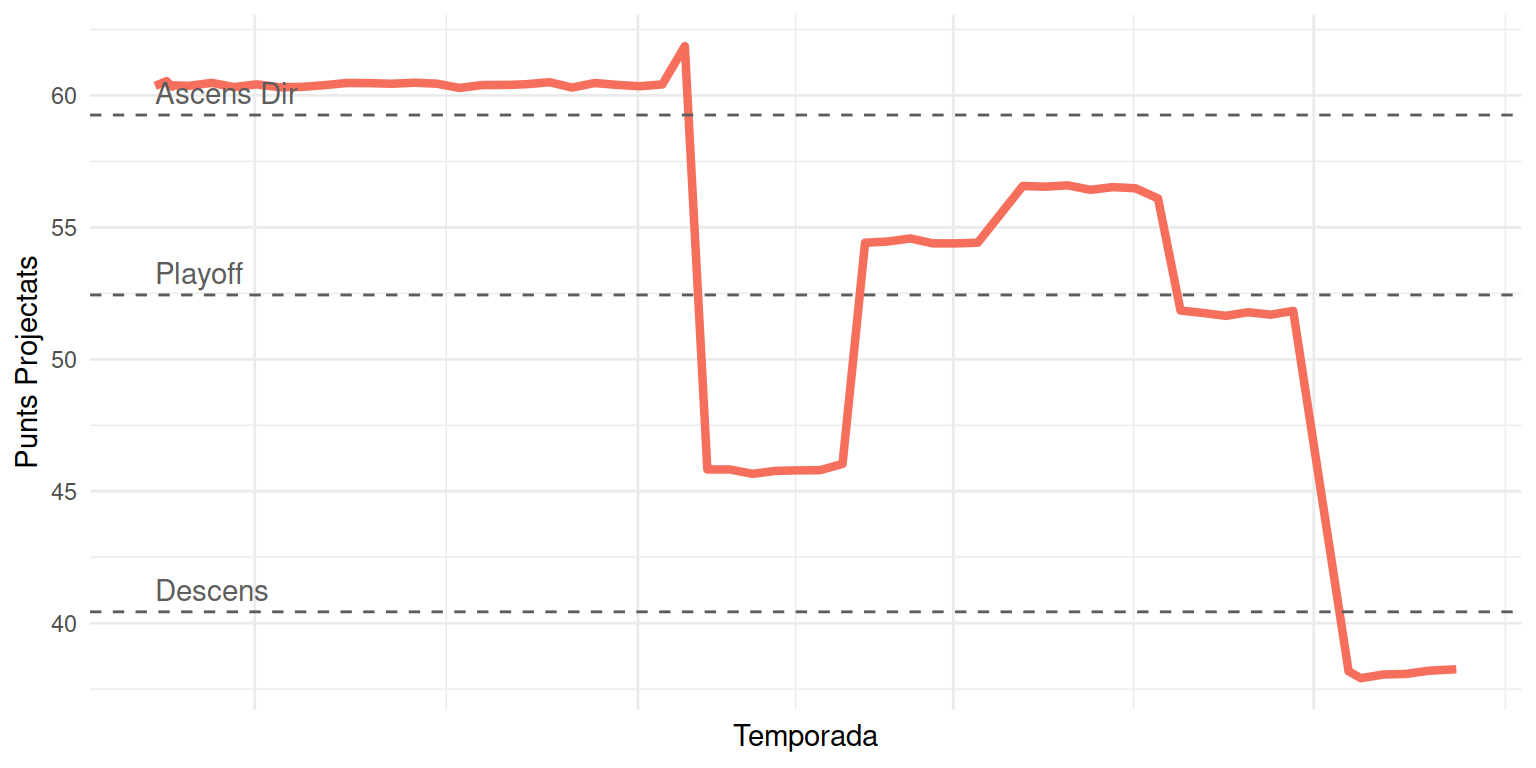 60
Ascens Dir
55
Playoff
50
45
Descens
40
Punts Projectats
Temporada